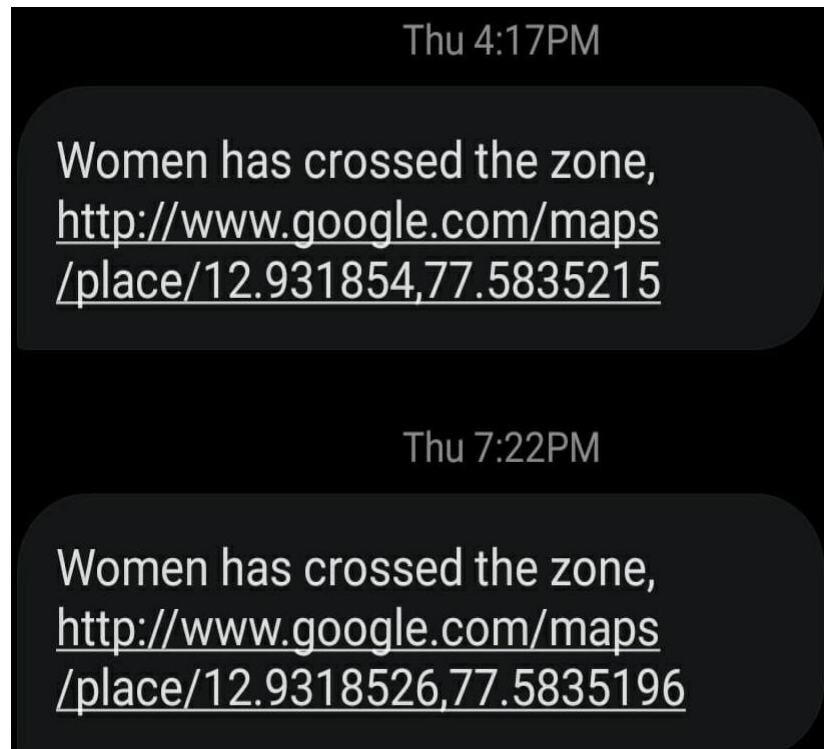 Thu 4:17PM
Women has crossed the zone,
http://www.google.com/maps
/place/12.931854,77.5835215
Thu 7:22PM
Women has crossed the zone,
http://www.google.com/maps
/place/12.9318526,77.5835196